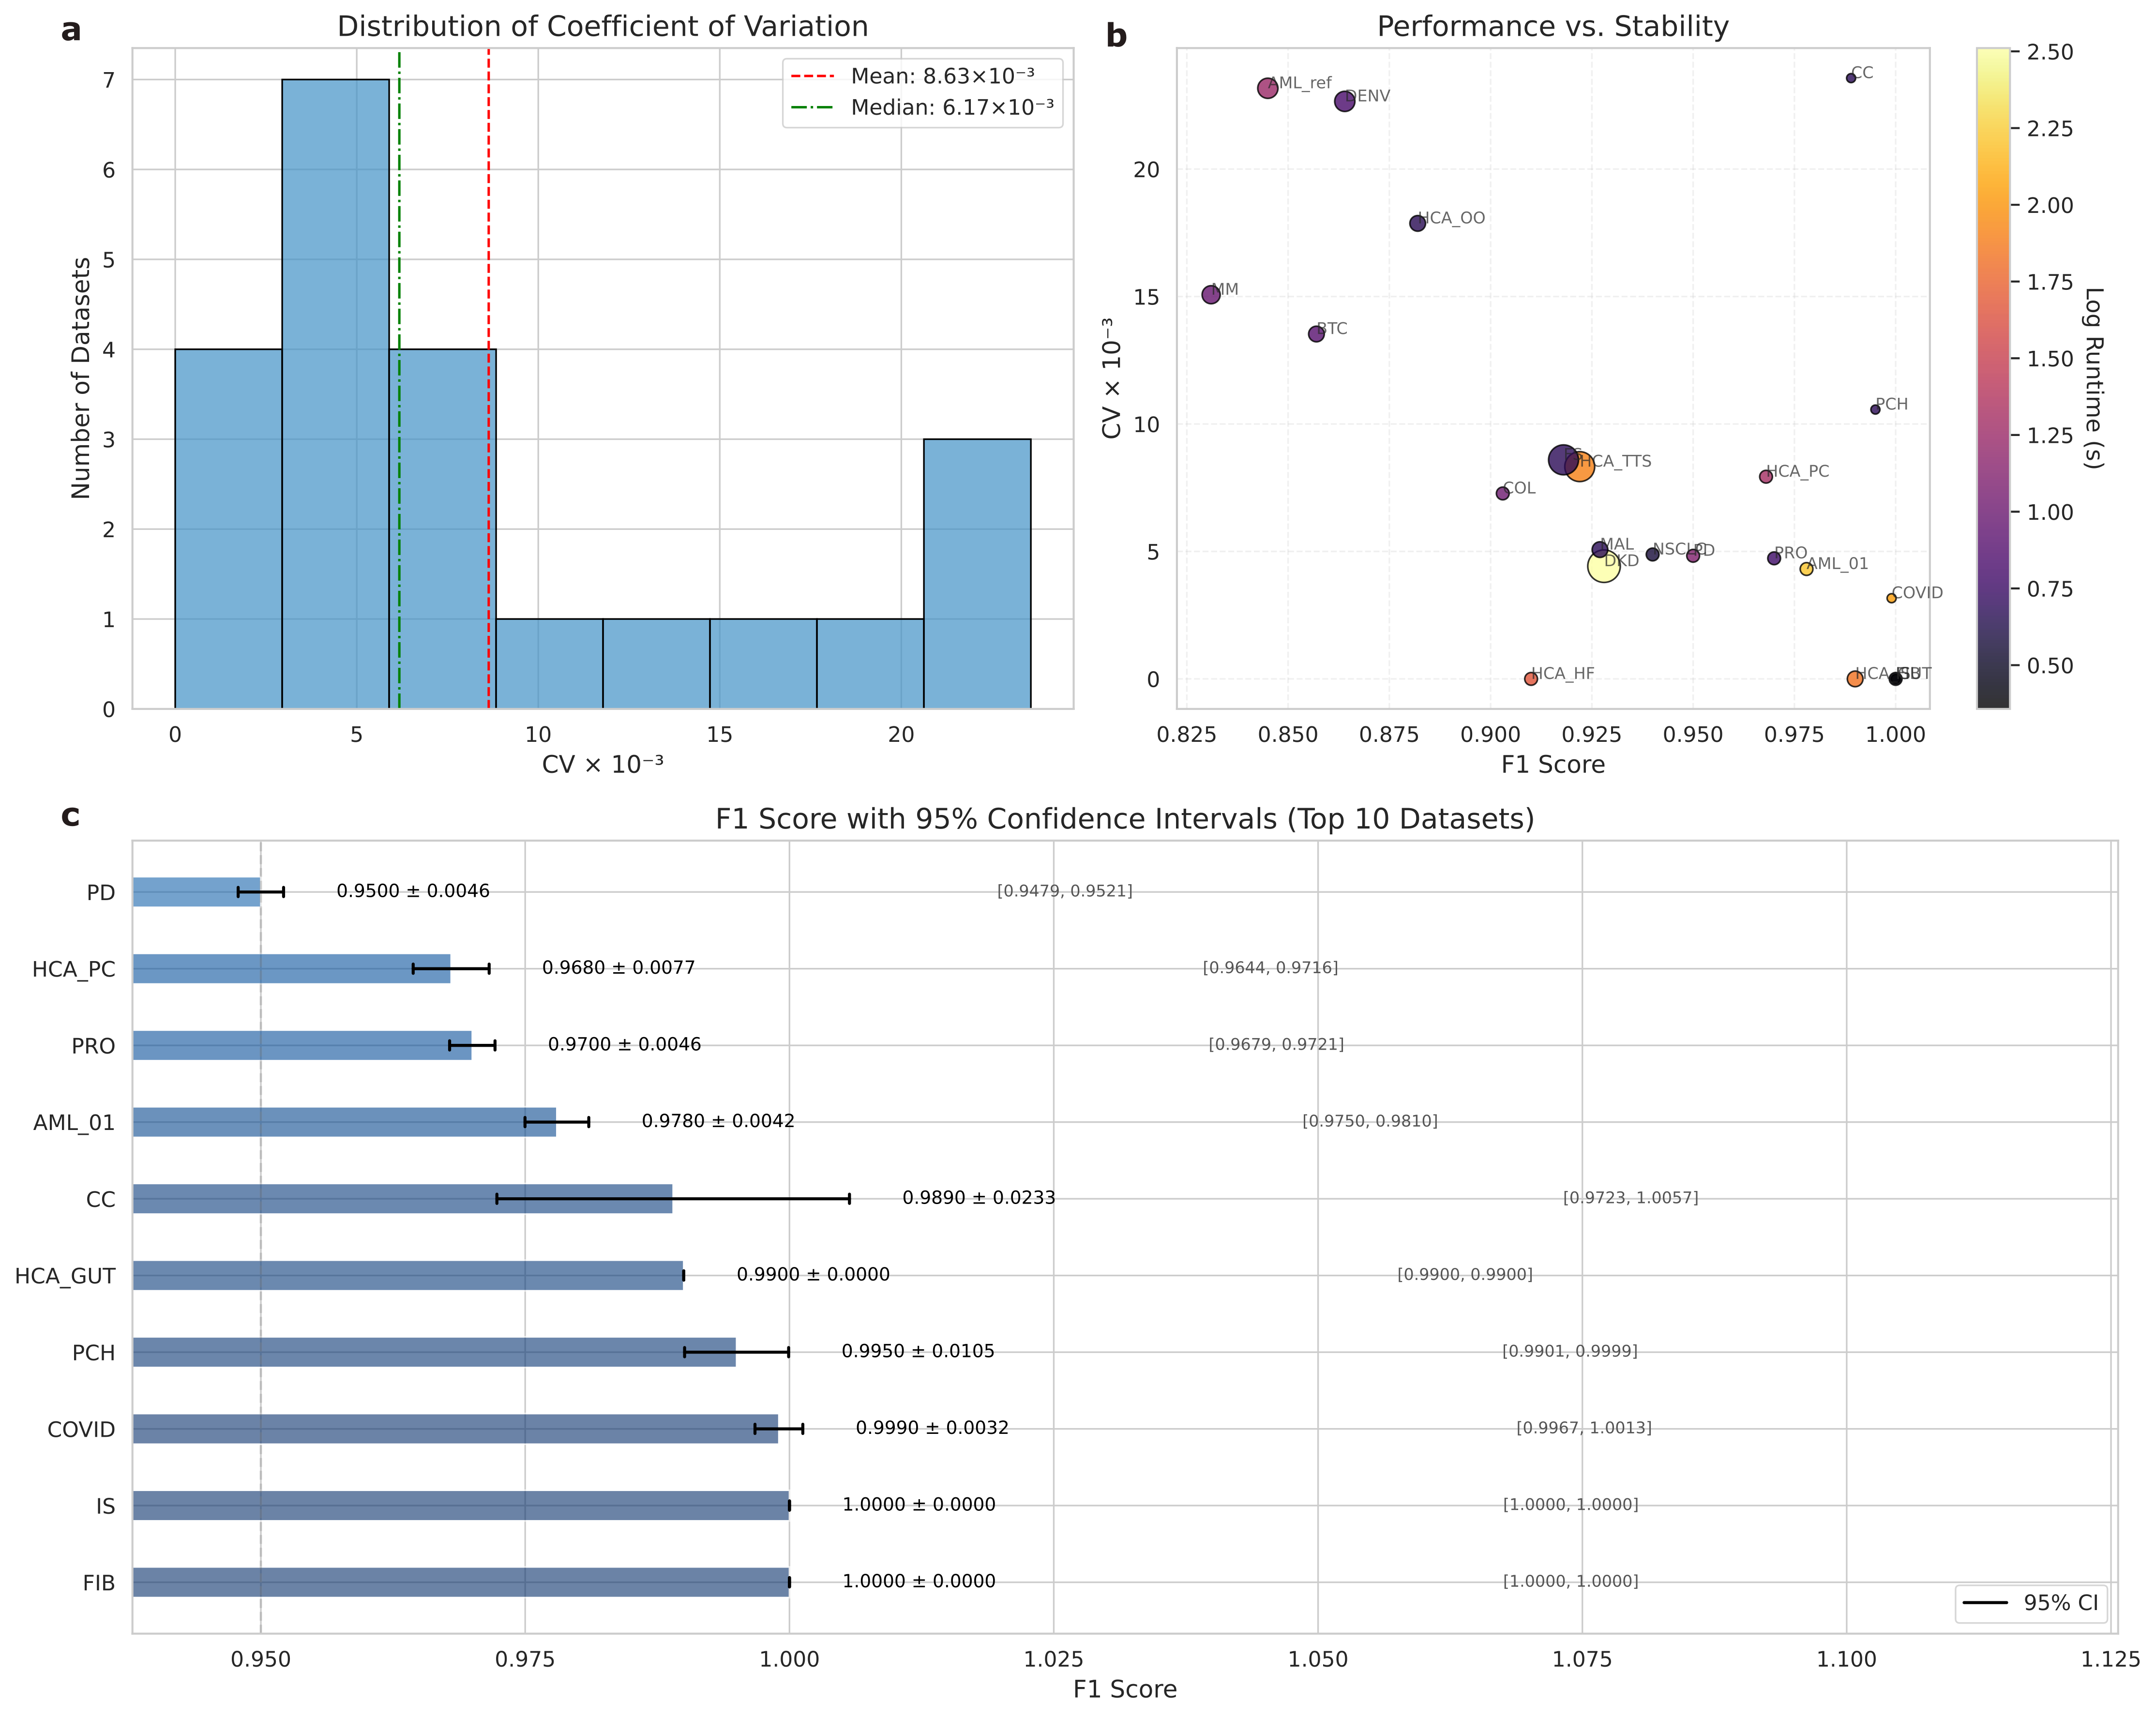 a
Distribution of Coefficient of Variation
Mean: 8.63×10⁻³
Median: 6.17×10⁻³
Number of Datasets
7
6
5
4
3
2
1
0
0 5 10 15 20
CV × 10⁻³
b
Performance vs. Stability
CV × 10⁻³
20
15
10
5
0
AML_ref
DENV
CC
HCA_OO
MM
BTC
PCH
HCA_TTS
HCA_PC
COL
MAL
DKD
NSCLC
PD
PRO
AML_01
COVID
HCA_HF
0.825 0.850 0.875 0.900 0.925 0.950 0.975 1.000
F1 Score
2.50
2.25
2.00
1.75
1.50
1.25
1.00
0.75
0.50
Log Runtime (s)
c
F1 Score with 95% Confidence Intervals (Top 10 Datasets)
PD 0.9500 ± 0.0046 [0.9479, 0.9521]
HCA_PC 0.9680 ± 0.0077 [0.9644, 0.9716]
PRO 0.9700 ± 0.0046 [0.9679, 0.9721]
AML_01 0.9780 ± 0.0042 [0.9750, 0.9810]
CC 0.9890 ± 0.0233 [0.9723, 1.0057]
HCA_GUT 0.9900 ± 0.0000 [0.9900, 0.9900]
PCH 0.9950 ± 0.0105 [0.9901, 0.9999]
COVID 0.9990 ± 0.0032 [0.9967, 1.0013]
IS 1.0000 ± 0.0000 [1.0000, 1.0000]
FIB 1.0000 ± 0.0000 [1.0000, 1.0000]
95% CI
0.950 0.975 1.000 1.025 1.050 1.075 1.100 1.125
F1 Score